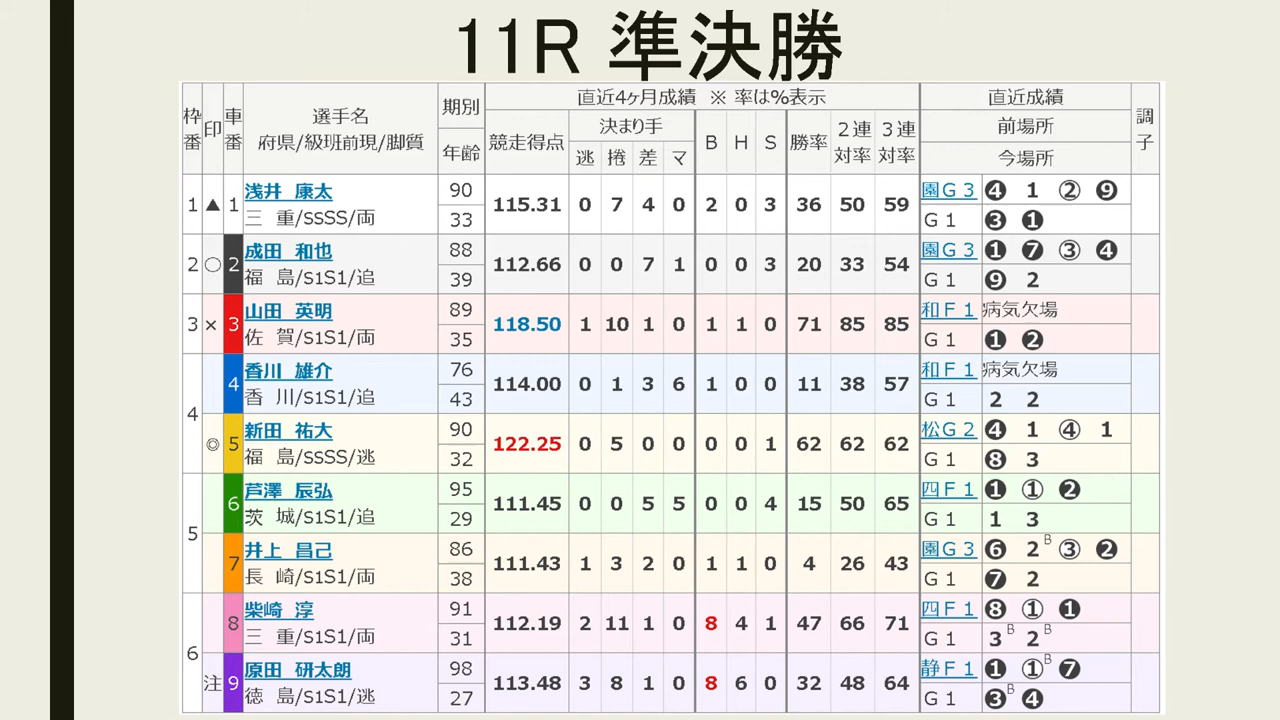 11R 準決勝
枠番 印 車番 選手名 府県/級班前現/脚質 期別 年齢 直近4ヶ月成績 ※ 率は%表示 直近成績 調子
競走得点 決まり手 B H S 勝率 2連対率 3連対率 前場所
逃 捲 差 マ 今場所
1 ▲ 1 浅井 康太 90 115.31 0 7 4 0 2 0 3 36 50 59 園G3 ❹ 1 ② ❾
三 重/SSSS/両 33 G1 ❸ ❶
2 ○ 2 成田 和也 88 112.66 0 0 7 1 0 0 3 20 33 54 園G3 ❶ ❼ ③ ❹
福 島/S1S1/追 39 G1 ❾ 2
3 × 3 山田 英明 89 118.50 1 10 1 0 1 1 0 71 85 85 和F1 病気欠場
佐 賀/S1S1/両 35 G1 ❶ ❷
4 4 香川 雄介 76 114.00 0 1 3 6 1 0 0 11 38 57 和F1 病気欠場
香 川/S1S1/追 43 G1 2 2
◎ 5 新田 祐大 90 122.25 0 5 0 0 0 0 1 62 62 62 松G2 ❹ 1 ④ 1
福 島/SSSS/逃 32 G1 ❽ 3
5 6 芦澤 辰弘 95 111.45 0 0 5 5 0 0 4 15 50 65 四F1 ❶ ① ❷
茨 城/S1S1/追 29 G1 1 3
7 井上 昌己 86 111.43 1 3 2 0 1 1 0 4 26 43 園G3 ❻ 2B ③ ❷
長 崎/S1S1/両 38 G1 ❼ 2
6 8 柴崎 淳 91 112.19 2 11 1 0 8 4 1 47 66 71 四F1 ❽ ① ❶
三 重/S1S1/両 31 G1 3B 2B
注 9 原田 研太朗 98 113.48 3 8 1 0 8 6 0 32 48 64 静F1 ❶ ①B ❼
徳 島/S1S1/逃 27 G1 ❸B ❹